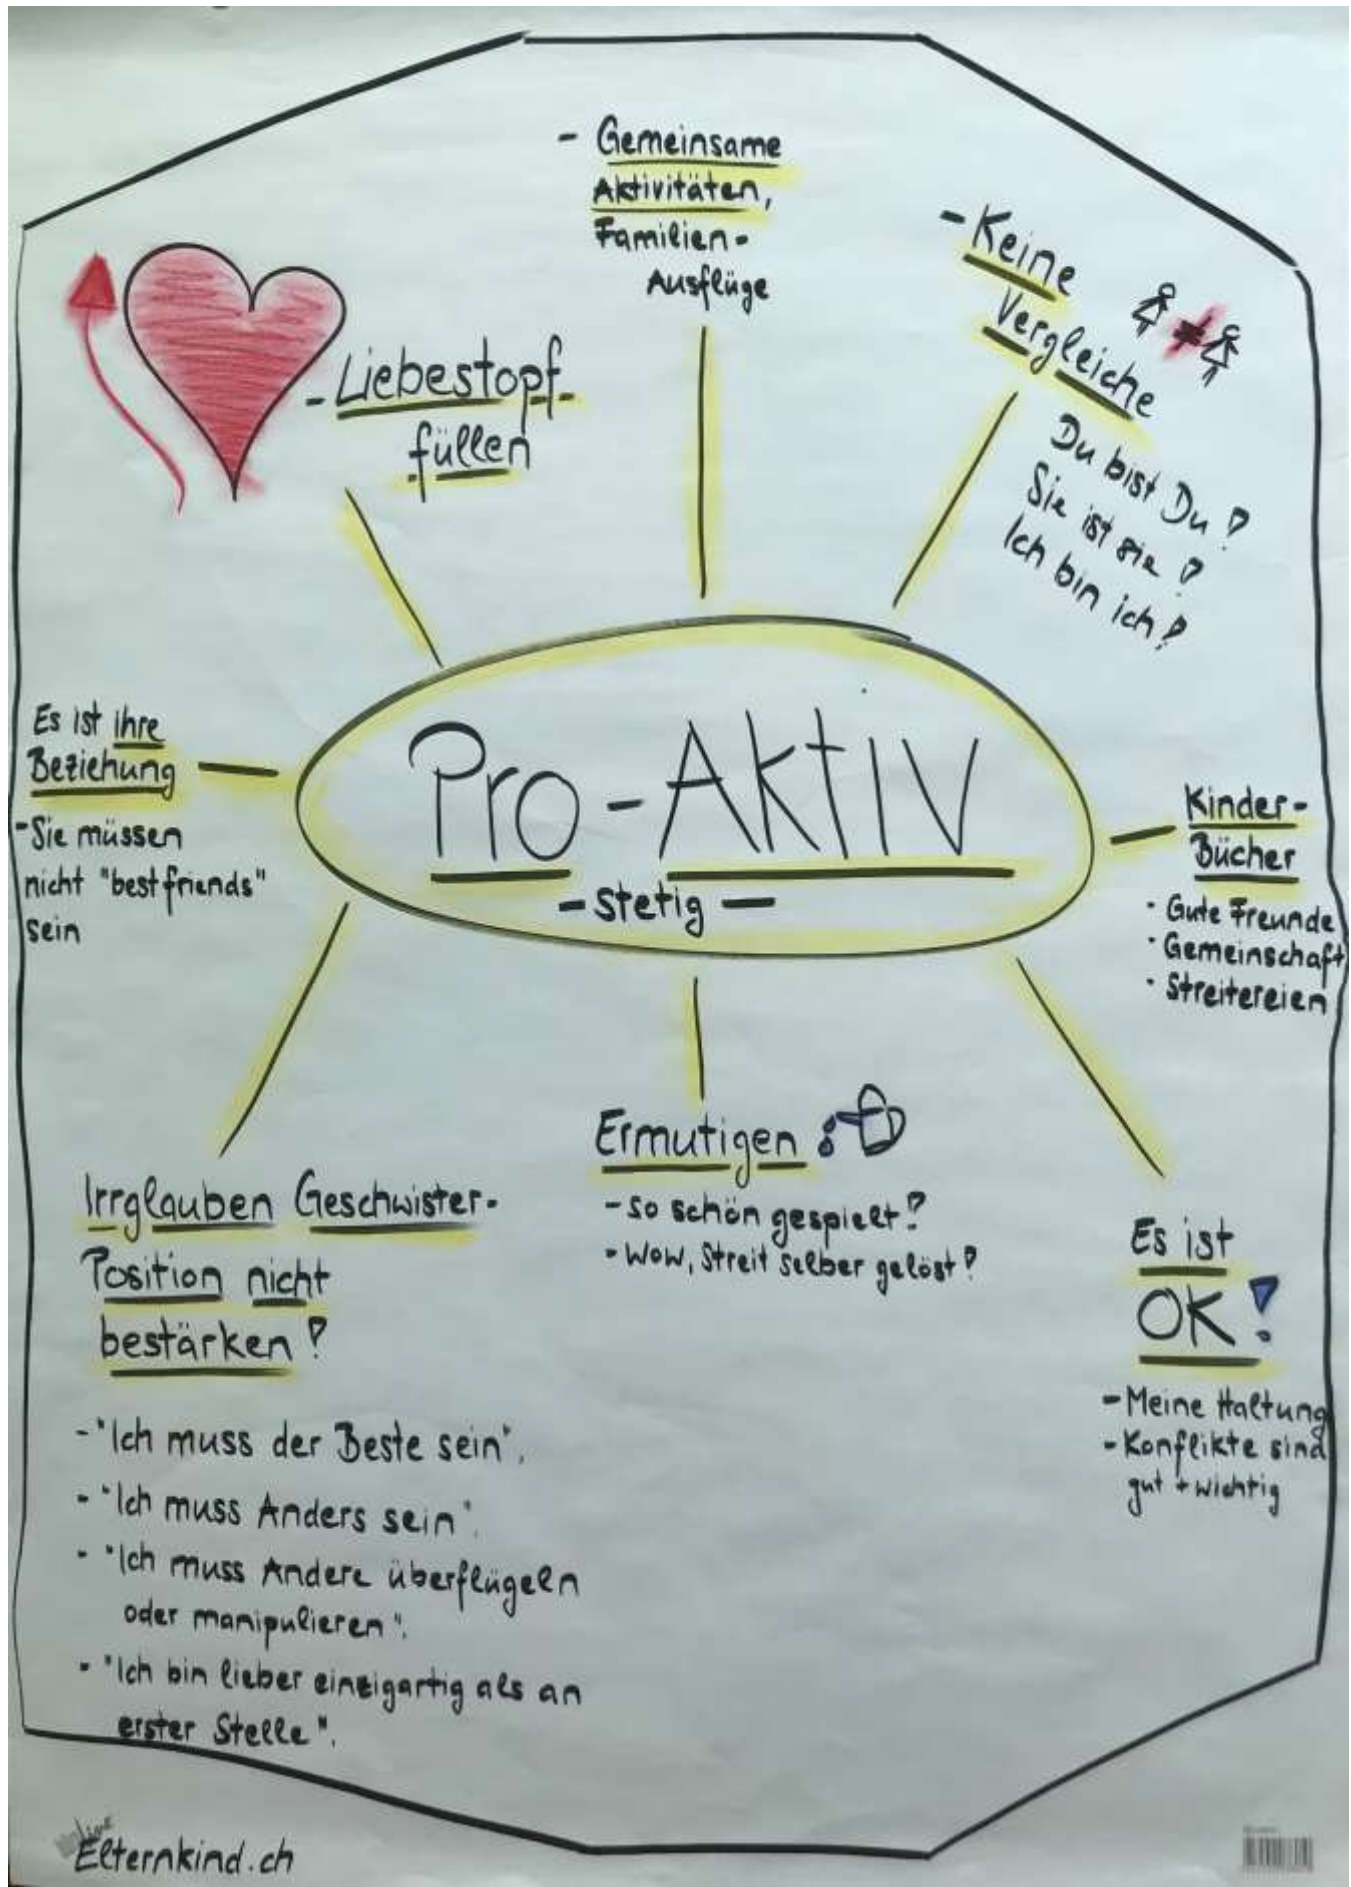 - Gemeinsame
Aktivitäten,
Familien-
Ausflüge
- Keine
Vergleiche
Du bist Du!
Sie ist sie!
Ich bin ich!
- Liebestopf
füllen
Pro-Aktiv
- stetig -
Es ist ihre
Beziehung
- Sie müssen
nicht "best friends"
sein
Kinder-
Bücher
· Gute Freunde
· Gemeinschaft
· Streitereien
Irrglauben Geschwister-
Position nicht
bestärken!
- "Ich muss der Beste sein".
- "Ich muss Anders sein".
- "Ich muss Andere überflügeln
oder manipulieren".
- "Ich bin lieber einzigartig als an
erster Stelle".
Ermutigen
- so schön gespielt!
- Wow, Streit selber gelöst!
Es ist
OK!
- Meine Haltung
- Konflikte sind
gut + wichtig
Elternkind.ch